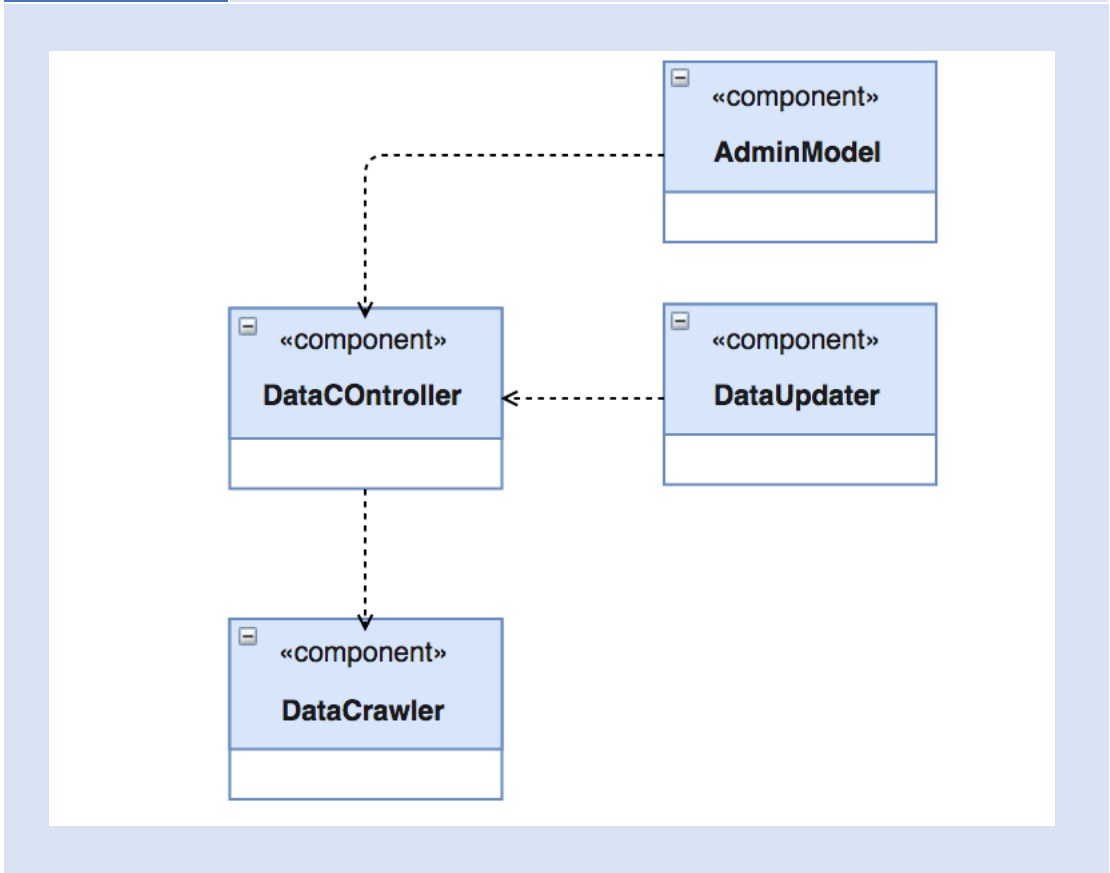 «component»
AdminModel
«component»
DataCOntroller
«component»
DataUpdater
«component»
DataCrawler